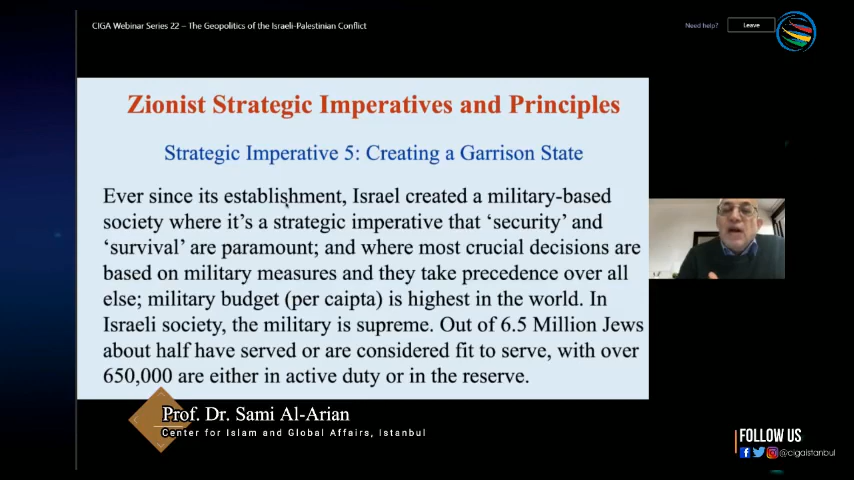 CIGA Webinar Series 22 – The Geopolitics of the Israeli-Palestinian Conflict
Need help?
Leave
Zionist Strategic Imperatives and Principles
Strategic Imperative 5: Creating a Garrison State
Ever since its establishment, Israel created a military-based
society where it’s a strategic imperative that ‘security’ and
‘survival’ are paramount; and where most crucial decisions are
based on military measures and they take precedence over all
else; military budget (per caipta) is highest in the world. In
Israeli society, the military is supreme. Out of 6.5 Million Jews
about half have served or are considered fit to serve, with over
650,000 are either in active duty or in the reserve.
Prof. Dr. Sami Al-Arian
Center for Islam and Global Affairs, Istanbul
FOLLOW US
@cigaistanbul